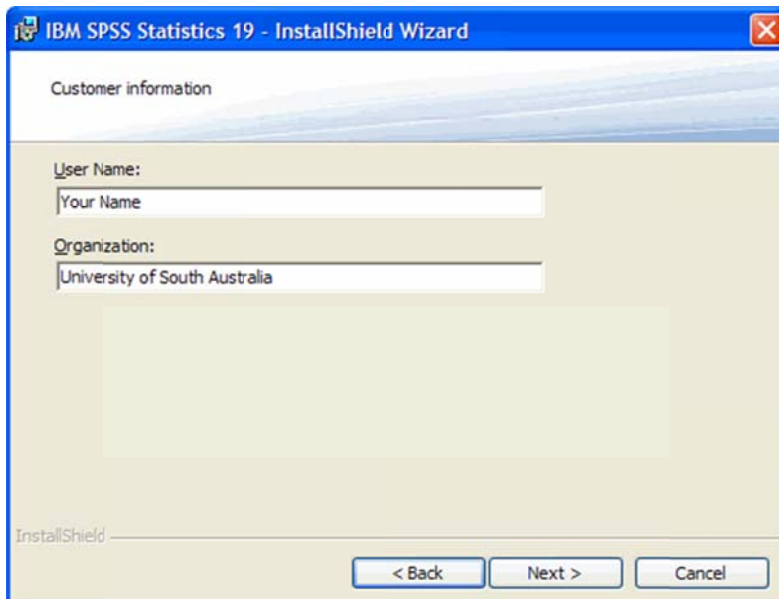 IBM SPSS Statistics 19 - InstallShield Wizard
Customer information
User Name:
Your Name
Organization:
University of South Australia
InstallShield
< Back
Next >
Cancel